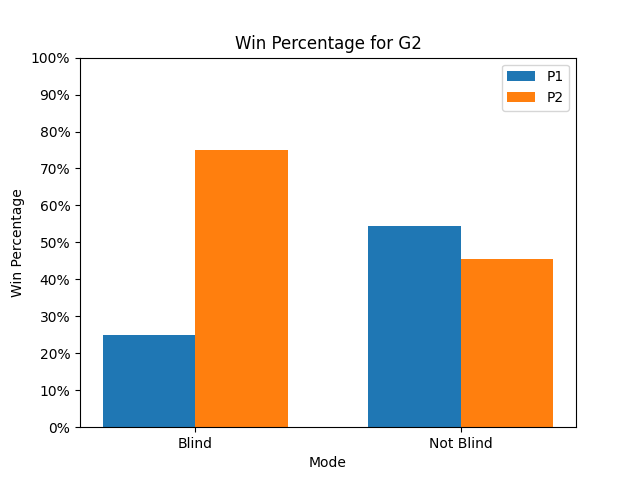 Win Percentage for G2
100%
90%
80%
70%
60%
50%
40%
30%
20%
10%
0%
Win Percentage
P1
P2
Blind
Not Blind
Mode